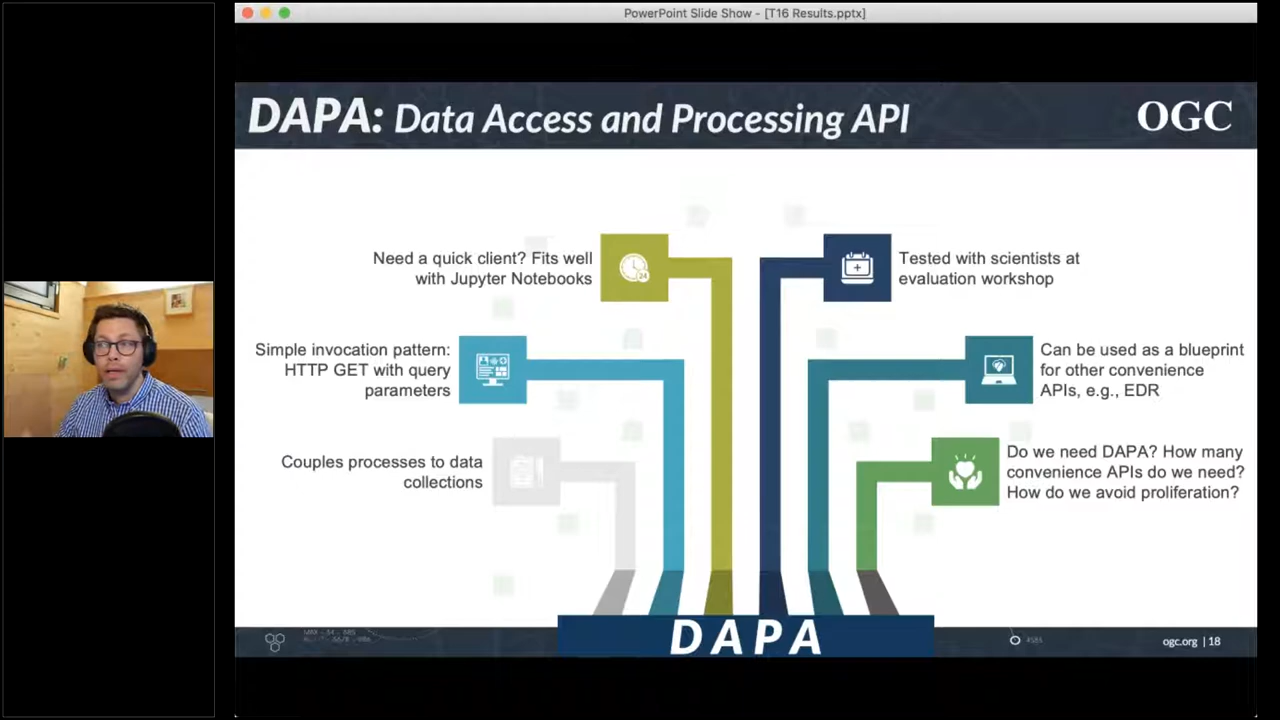 PowerPoint Slide Show - [T16 Results.pptx]
DAPA: Data Access and Processing API
OGC
Need a quick client? Fits well
with Jupyter Notebooks
Tested with scientists at
evaluation workshop
Simple invocation pattern:
HTTP GET with query
parameters
Can be used as a blueprint
for other convenience
APIs, e.g., EDR
Couples processes to data
collections
Do we need DAPA? How many
convenience APIs do we need?
How do we avoid proliferation?
DAPA
ogc.org | 18